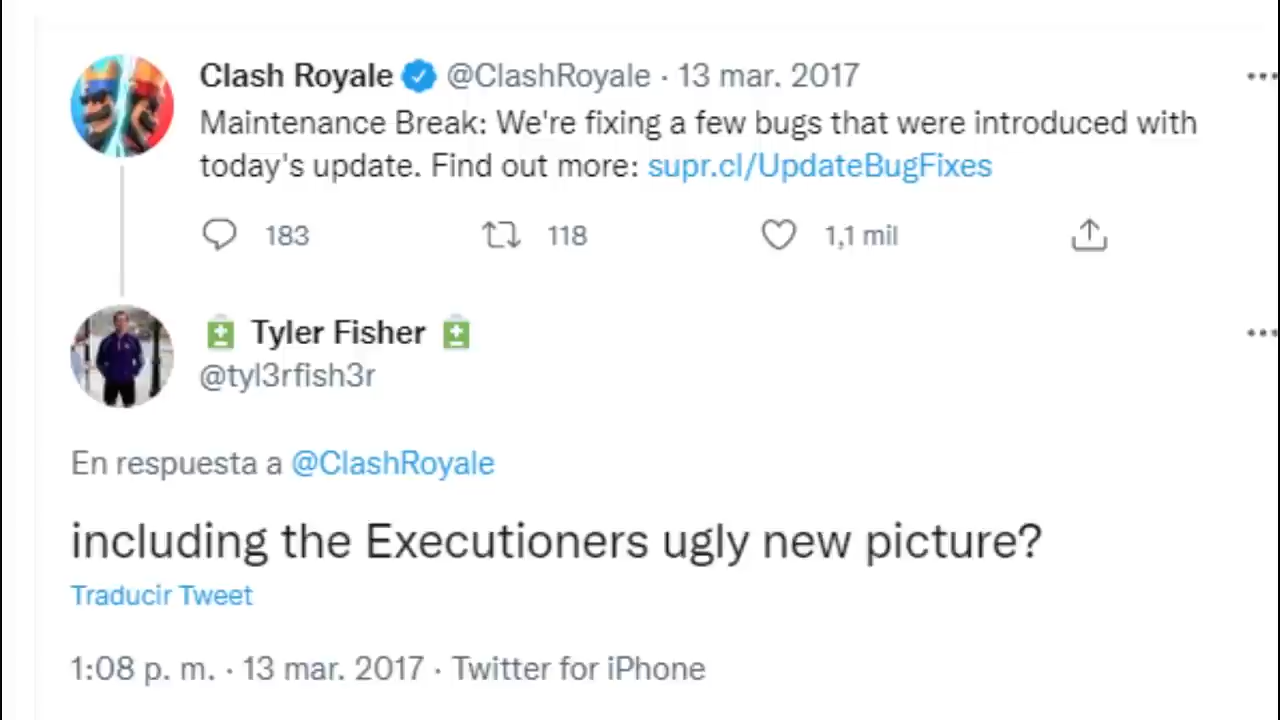 Clash Royale @ClashRoyale · 13 mar. 2017
Maintenance Break: We're fixing a few bugs that were introduced with
today's update. Find out more: supr.cl/UpdateBugFixes
183 118 1,1 mil
Tyler Fisher
@tyl3rfish3r
En respuesta a @ClashRoyale
including the Executioners ugly new picture?
Traducir Tweet
1:08 p. m. · 13 mar. 2017 · Twitter for iPhone